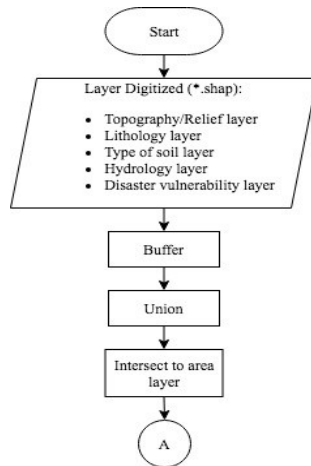 Start
Layer Digitized (*.shap):
• Topography/Relief layer
• Lithology layer
• Type of soil layer
• Hydrology layer
• Disaster vulnerability layer
Buffer
Union
Intersect to area
layer
A